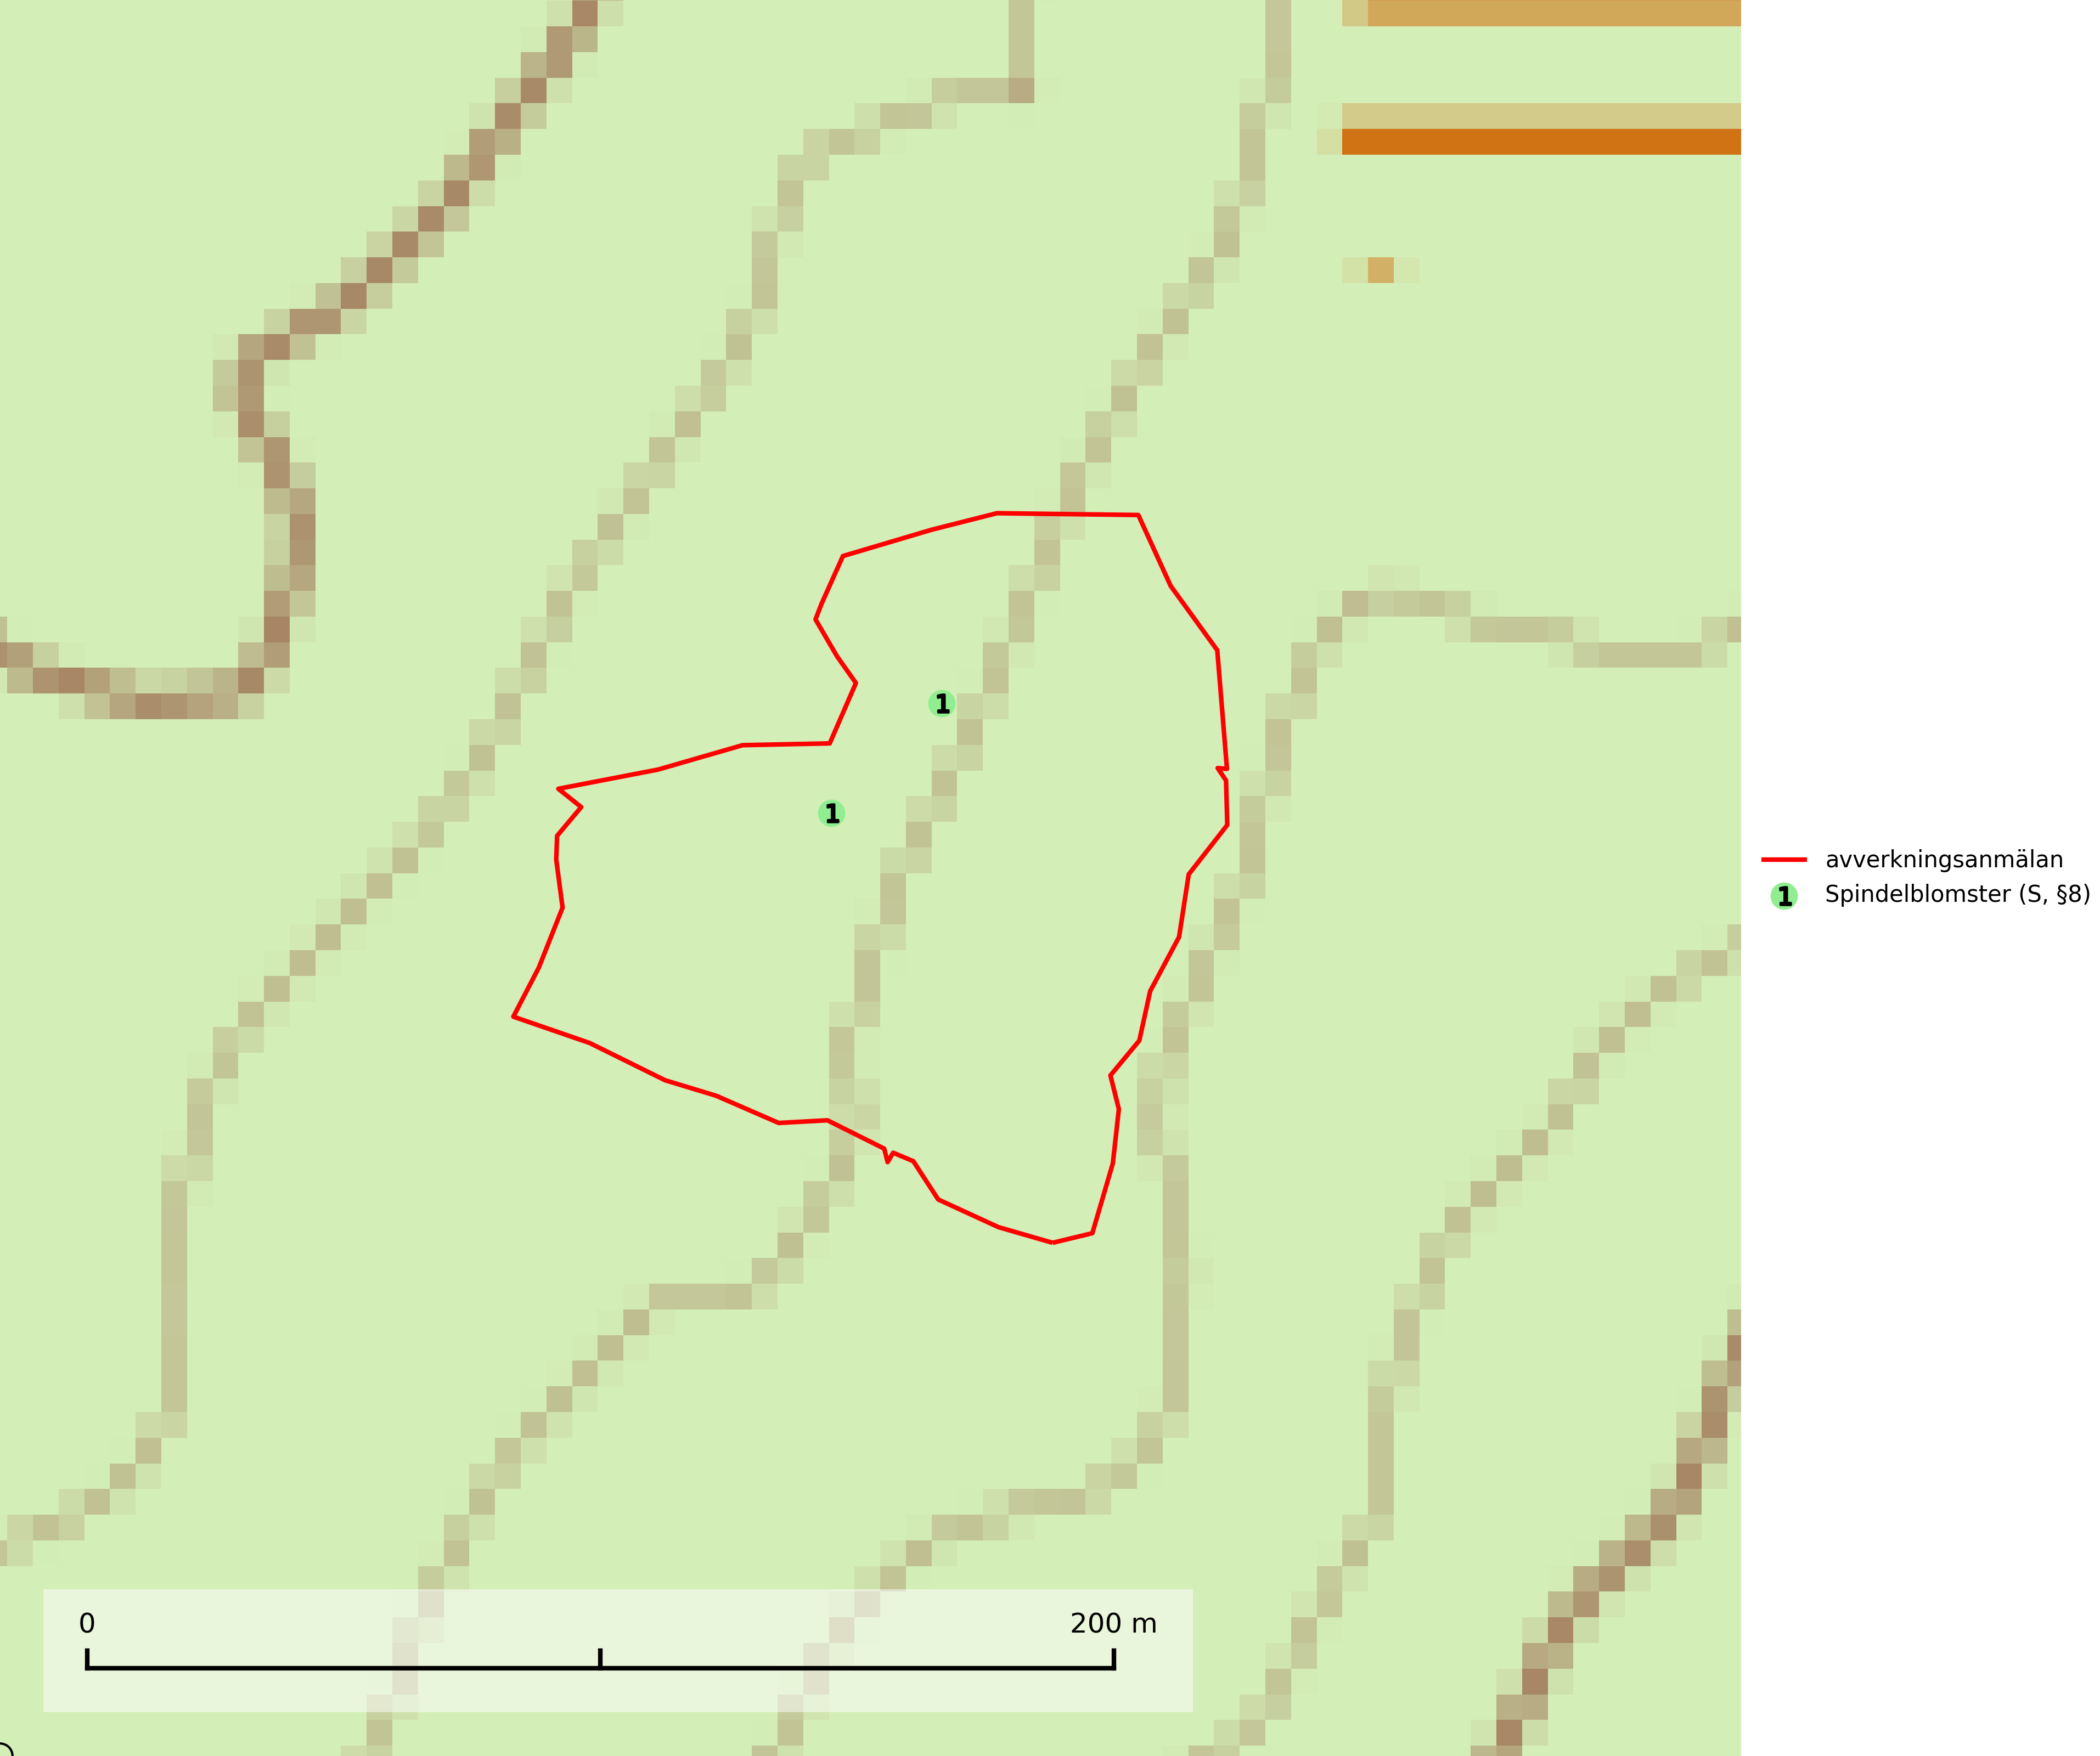 1
1
avverkningsanmälan
1 Spindelblomster (S, §8)
0 200 m